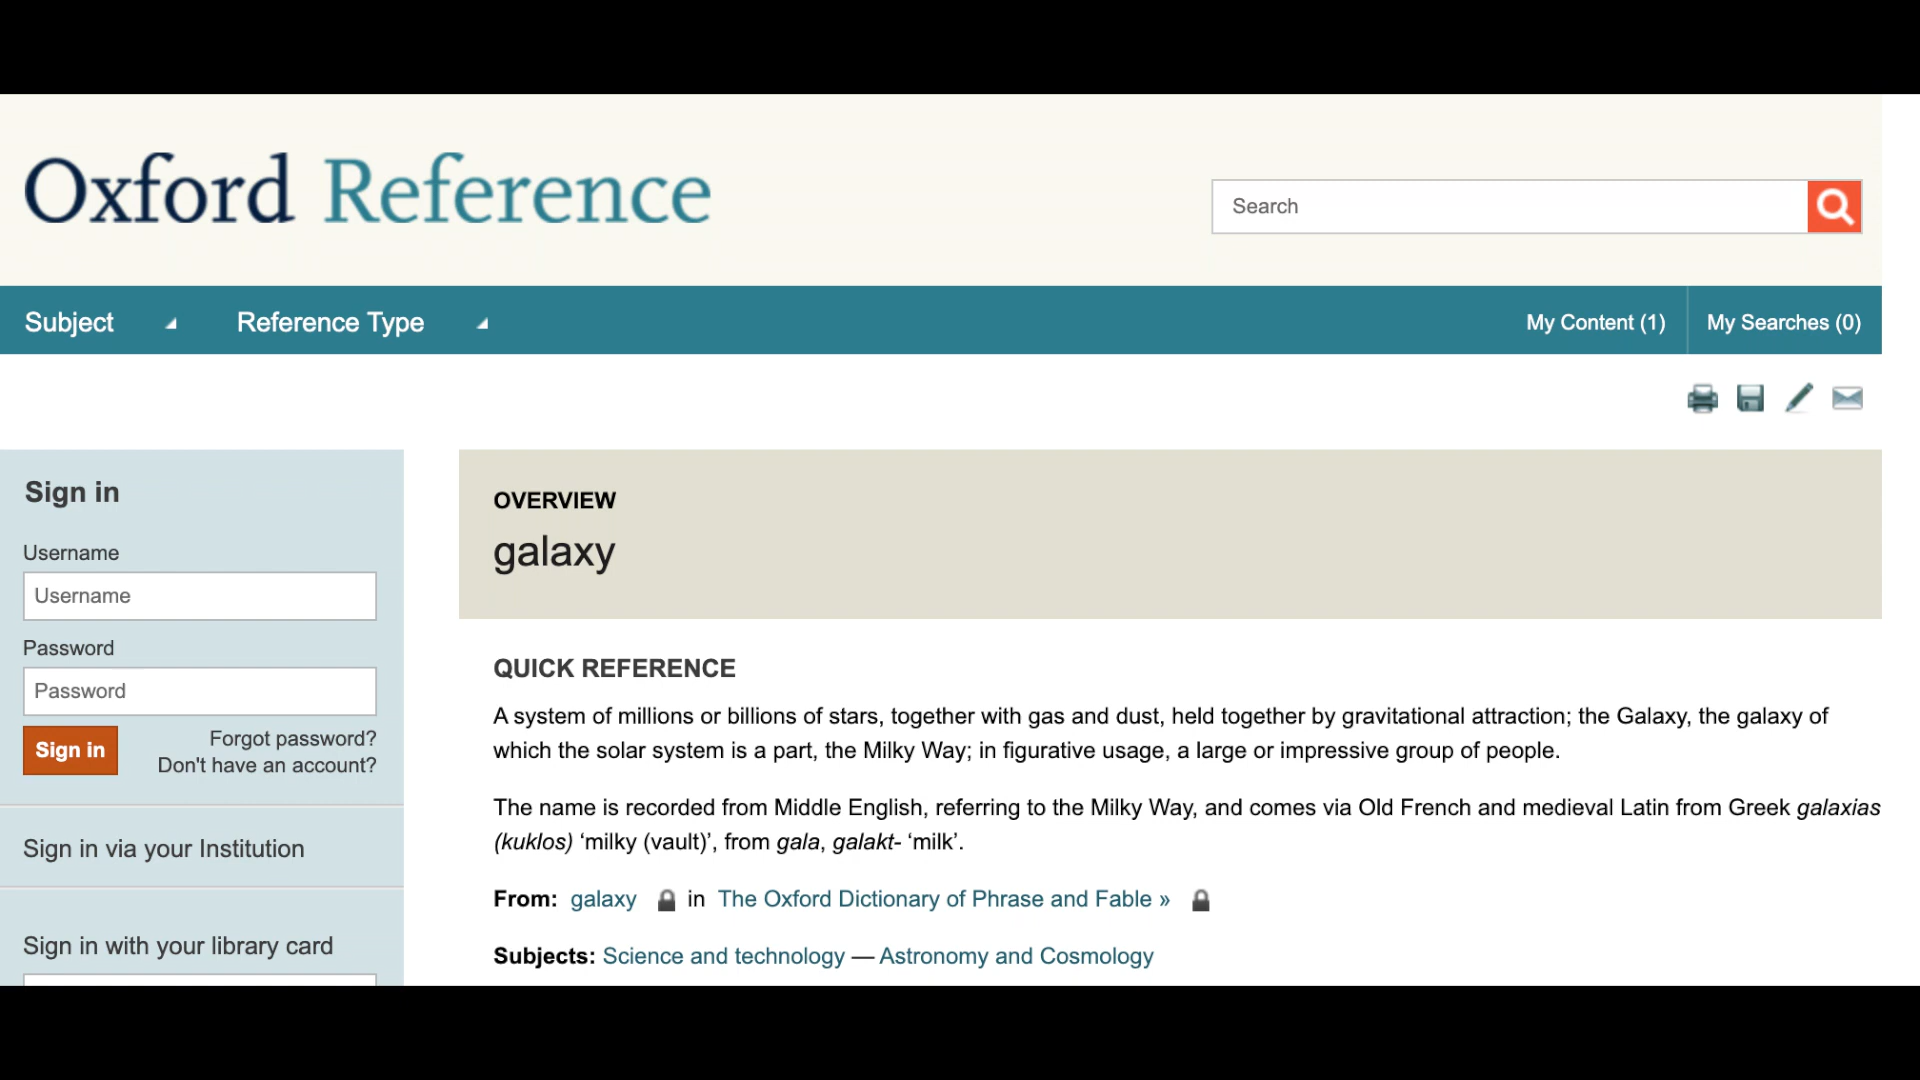 Oxford Reference
Search
Subject
Reference Type
My Content (1)
My Searches (0)
Sign in
Username
Username
Password
Password
Sign in
Forgot password?
Don't have an account?
Sign in via your Institution
Sign in with your library card
OVERVIEW
galaxy
QUICK REFERENCE
A system of millions or billions of stars, together with gas and dust, held together by gravitational attraction; the Galaxy, the galaxy of
which the solar system is a part, the Milky Way; in figurative usage, a large or impressive group of people.
The name is recorded from Middle English, referring to the Milky Way, and comes via Old French and medieval Latin from Greek galaxias
(kuklos) ‘milky (vault)’, from gala, galakt- ‘milk’.
From: galaxy in The Oxford Dictionary of Phrase and Fable »
Subjects: Science and technology — Astronomy and Cosmology